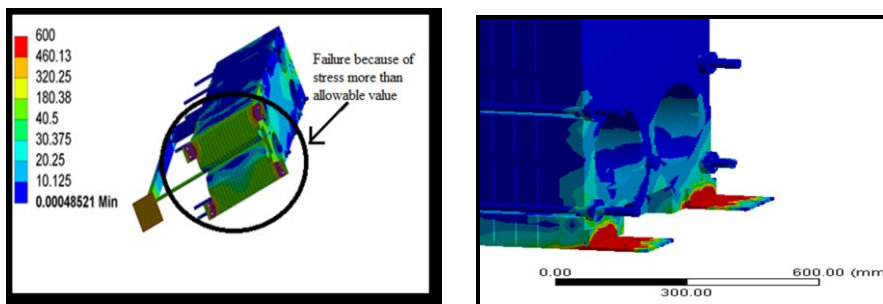 600
460.13
320.25
180.38
40.5
30.375
20.25
10.125
0.00048521 Min
Failure because of
stress more than
allowable value
0.00
600.00 (mm
300.00